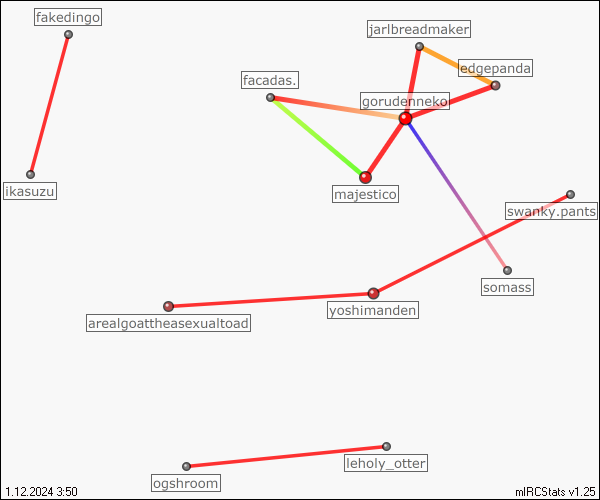 fakedingo
jarlbreadmaker
edgepanda
facadas.
gorudenneko
ikasuzu
majestico
swanky.pants
somass
yoshimanden
arealgoattheasexualtoad
leholy_otter
ogshroom
1.12.2024 3:50
mIRCStats v1.25